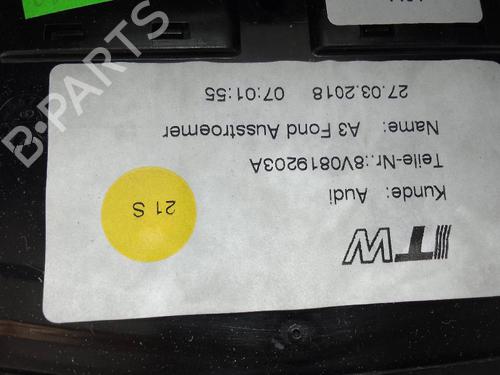 ITW
Kunde: Audi
Teile-Nr.:8V0819203A
Name: A3 Fond Ausstroemer
27.03.2018 07:01:55
21 S
B-PARTS